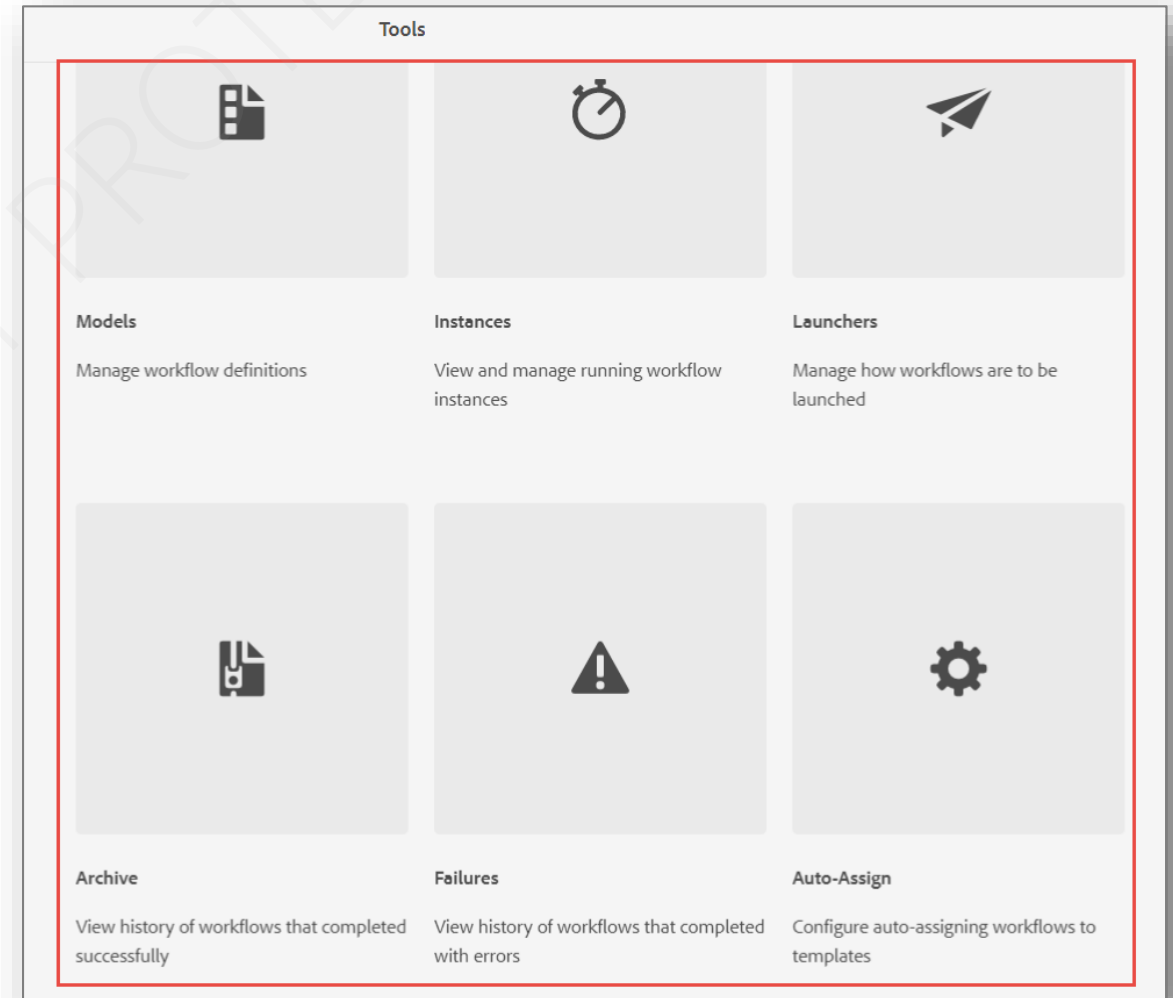 Tools
Models
Instances
Launchers
Manage workflow definitions
View and manage running workflow
instances
Manage how workflows are to be
launched
Archive
Failures
Auto-Assign
View history of workflows that completed
successfully
View history of workflows that completed
with errors
Configure auto-assigning workflows to
templates